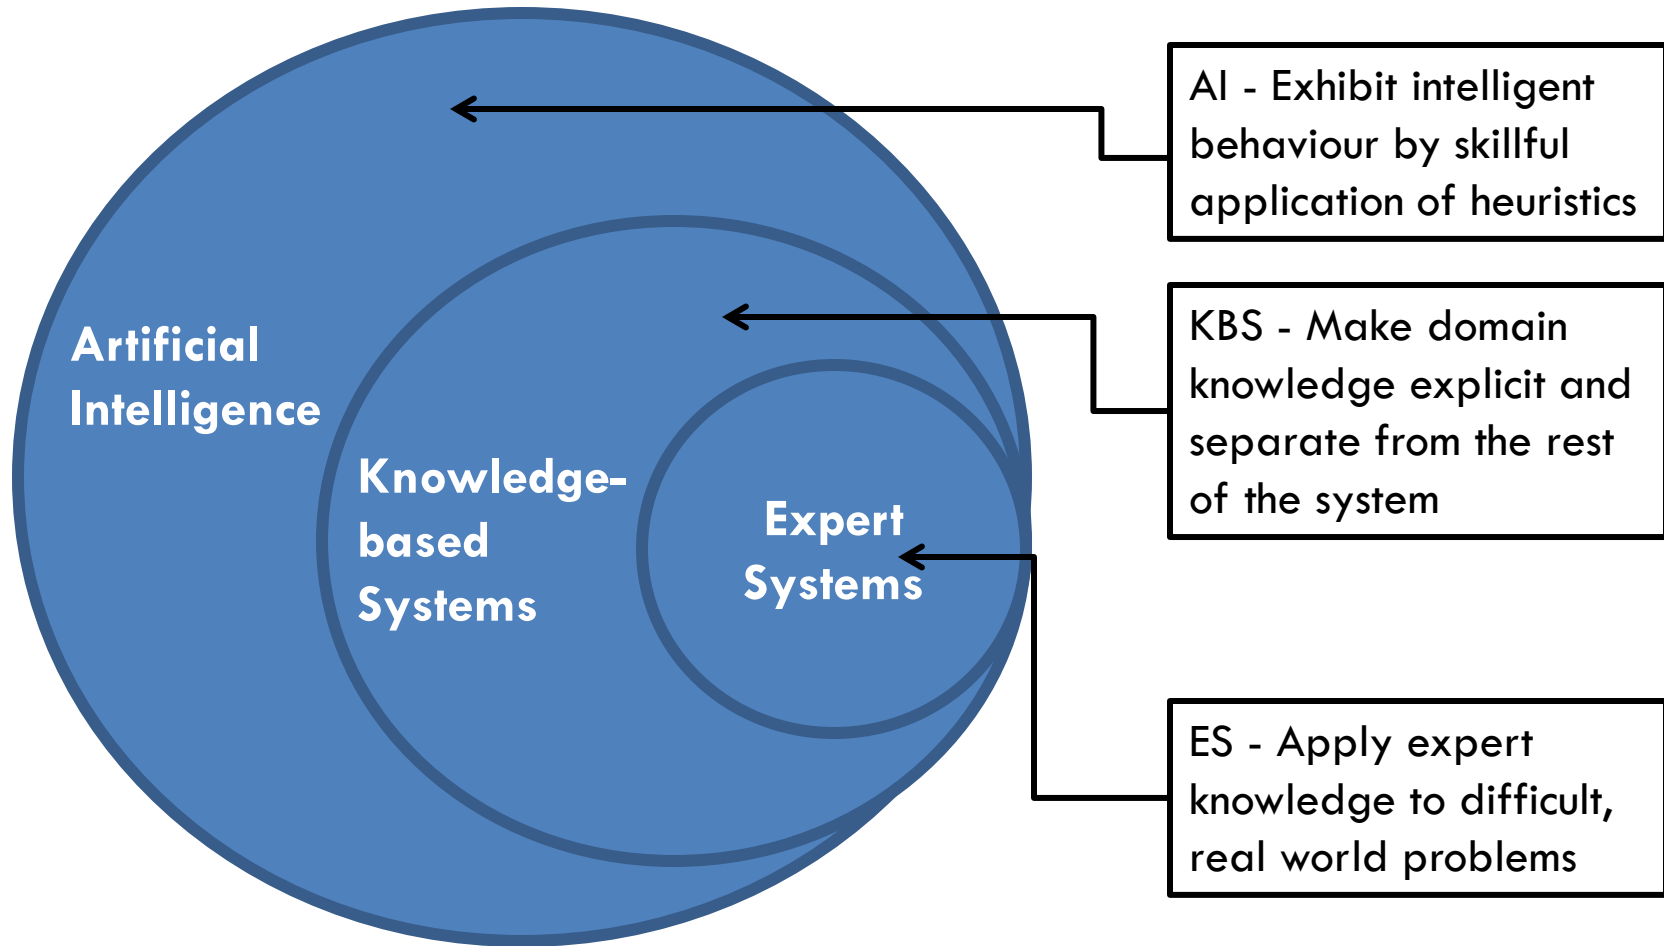 Artificial
Intelligence
Knowledge-
based
Systems
Expert
Systems
AI - Exhibit intelligent
behaviour by skillful
application of heuristics
KBS - Make domain
knowledge explicit and
separate from the rest
of the system
ES - Apply expert
knowledge to difficult,
real world problems